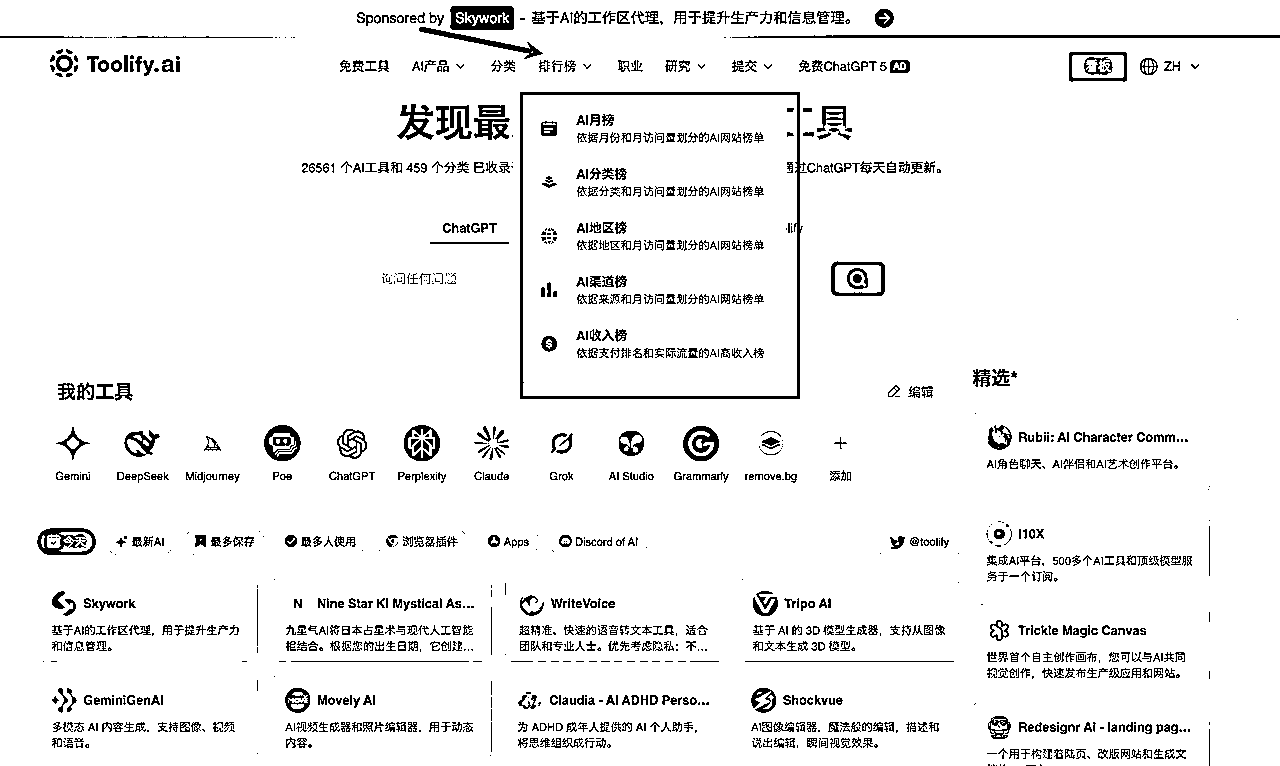 Sponsored by Skywork - 基于AI的工作区代理，用于提升生产力和信息管理。
Toolify.ai
免费工具 AI产品 分类 排行榜 职业 研究 提交 免费ChatGPT 5 AD
登录 ZH
发现最 工具
26561 个AI工具和 459 个分类 已收录 通过ChatGPT每天自动更新。
AI月榜
依据月份和月访问量划分的AI网站榜单
AI分类榜
依据分类和月访问量划分的AI网站榜单
AI地区榜
依据地区和月访问量划分的AI网站榜单
AI渠道榜
依据来源和月访问量划分的AI网站榜单
AI收入榜
依据支付排名和实际流量的AI商收入榜
ChatGPT lify
询问任何问题
我的工具 编辑
Gemini DeepSeek Midjourney Poe ChatGPT Perplexity Claude Grok AI Studio Grammarly remove.bg 添加
今天 最新AI 最多保存 最多人使用 浏览器插件 Apps Discord of AI @toolify
Skywork
基于AI的工作区代理，用于提升生产力
和信息管理。
N Nine Star Ki Mystical As...
九星气AI将日本占星术与现代人工智能
相结合。根据您的出生日期，它创建...
WriteVoice
超精准、快速的语音转文本工具，适合
团队和专业人士。优先考虑隐私：不...
Tripo AI
基于 AI 的 3D 模型生成器，支持从图像
和文本生成 3D 模型。
GeminiGenAI
多模态 AI 内容生成，支持图像、视频
和语音。
Movely AI
AI视频生成器和照片编辑器，用于动态
内容。
Claudia - AI ADHD Perso...
为 ADHD 成年人提供的 AI 个人助手，
将思维组织成行动。
Shockvue
AI图像编辑器，魔法般的编辑，描述和
说出编辑，瞬间视觉效果。
精选*
Rubii: AI Character Comm...
AI角色聊天、AI伴侣和AI艺术创作平台。
I10X
集成AI平台，500多个AI工具和顶级模型服
务于一个订阅。
Trickle Magic Canvas
世界首个自主创作画布，您可以与AI共同
视觉创作，快速发布生产级应用和网站。
Redesignr Ai - landing pag...
一个用于构建着陆页、改版网站和生成文